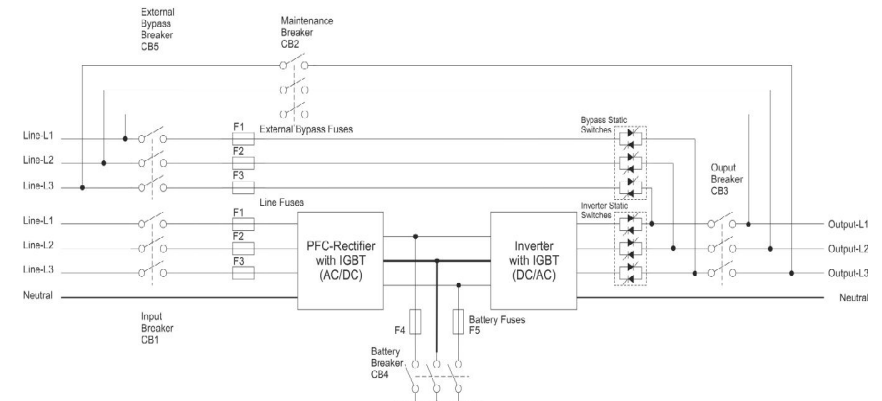 External
Bypass
Breaker
CB5
Maintenance
Breaker
CB2
Line-L1
Line-L2
Line-L3
F1
External Bypass Fuses
F2
F3
Bypass Static
Switches
Ouput
Breaker
CB3
Line Fuses
Line-L1
Line-L2
Line-L3
Neutral
F1
F2
F3
PFC-Rectifier
with IGBT
(AC/DC)
Inverter
with IGBT
(DC/AC)
Inverter Static
Switches
Output-L1
Output-L2
Output-L3
Neutral
Input
Breaker
CB1
F4
Battery Fuses
F5
Battery
Breaker
CB4